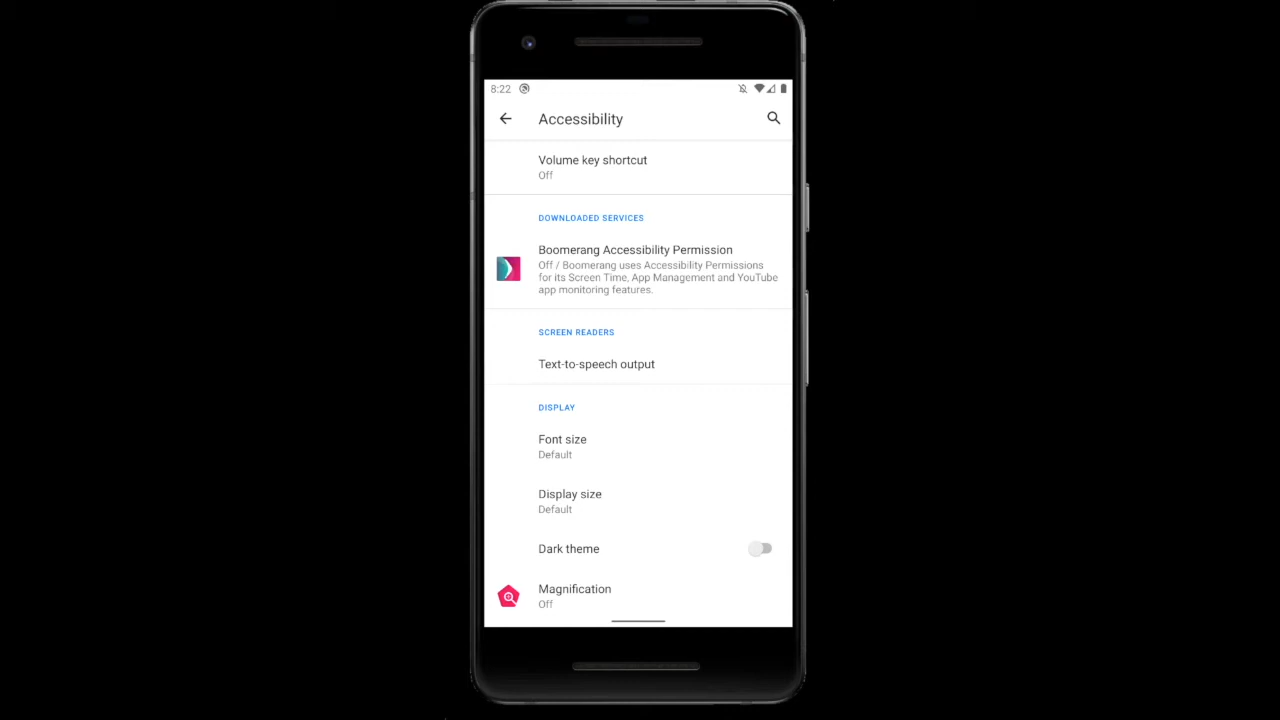 8:22
Accessibility
Volume key shortcut
Off
DOWNLOADED SERVICES
Boomerang Accessibility Permission
Off / Boomerang uses Accessibility Permissions
for its Screen Time, App Management and YouTube
app monitoring features.
SCREEN READERS
Text-to-speech output
DISPLAY
Font size
Default
Display size
Default
Dark theme
Magnification
Off